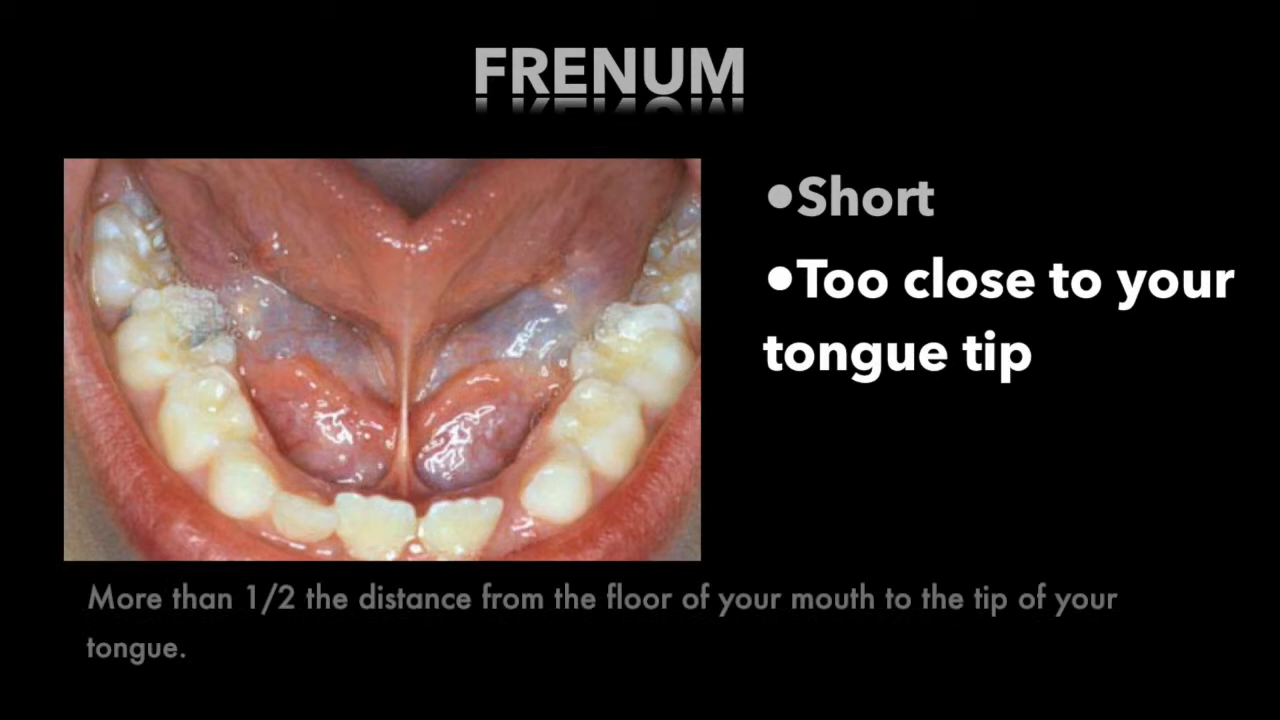 FRENUM
•Short
•Too close to your
tongue tip
More than 1/2 the distance from the floor of your mouth to the tip of your
tongue.